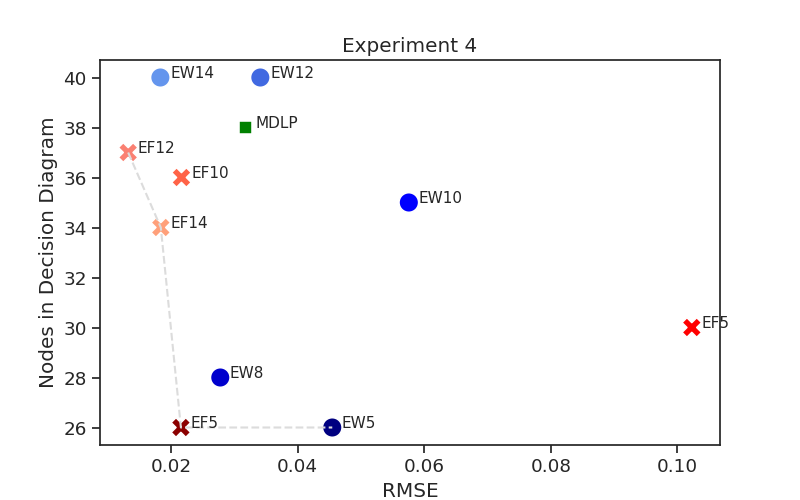 Experiment 4
Nodes in Decision Diagram
40
38
36
34
32
30
28
26
EW14
EW12
MDLP
EF12
EF10
EW10
EF14
EF5
EW8
EF5
EW5
0.02
0.04
0.06
0.08
0.10
RMSE